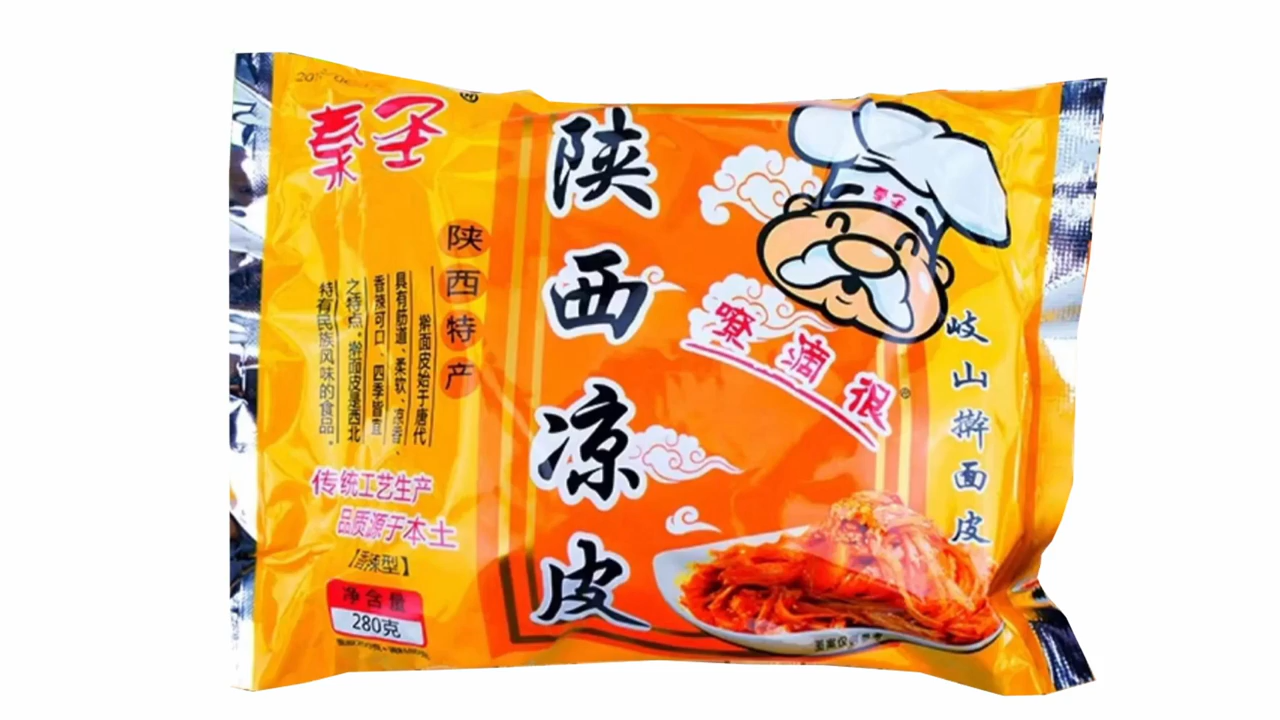 秦圣
陕西特产
擀面皮始于唐代
具有筋道、柔软、凉香、
香辣可口、四季皆宜
之特点。擀面皮是西北
特有民族风味的食品。
传统工艺生产
品质源于本土
【香辣型】
净含量
280克
陕西凉皮
秦圣
嘹滴很
®
岐山擀面皮